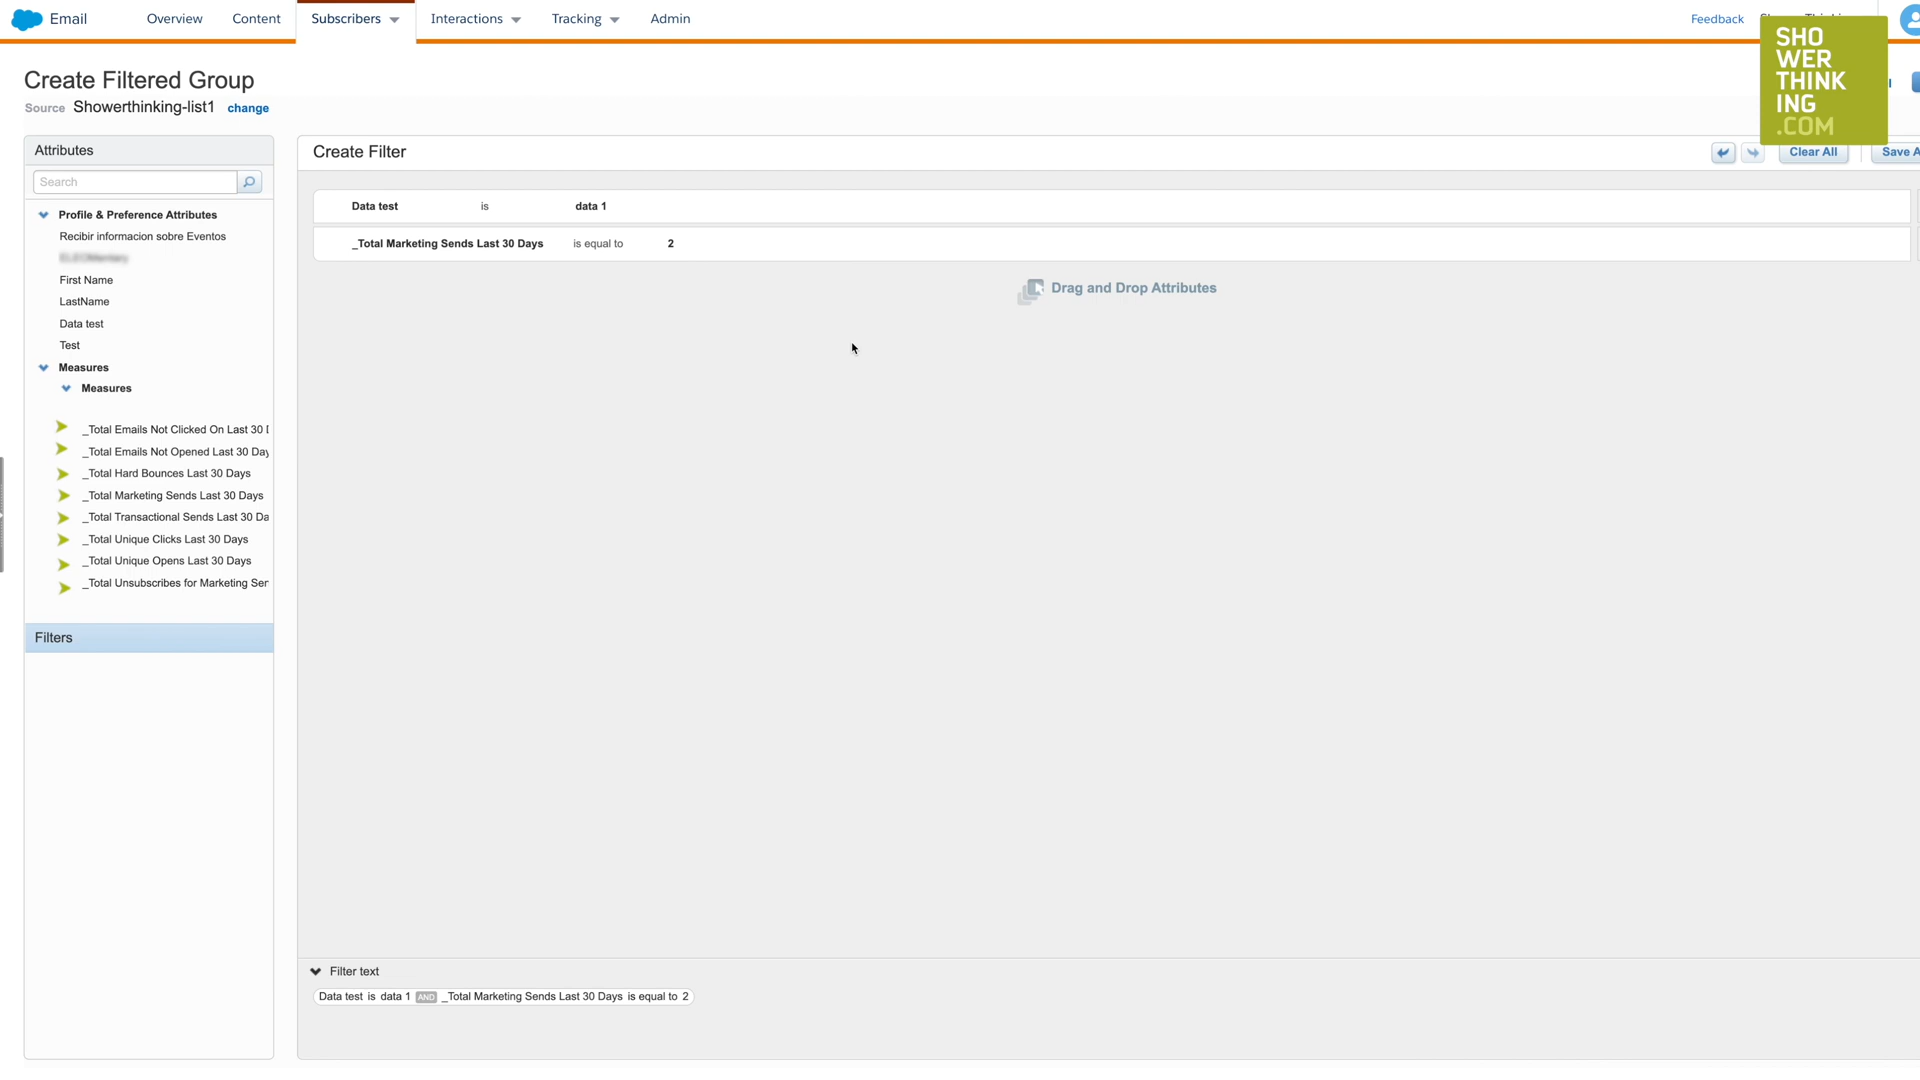 Email
Overview
Content
Subscribers
Interactions
Tracking
Admin
Feedback
SHO
WER
THINK
ING
.COM
Create Filtered Group
Source Showerthinking-list1 change
Attributes
Search
Profile & Preference Attributes
Recibir informacion sobre Eventos
First Name
LastName
Data test
Test
Measures
Measures
_Total Emails Not Clicked On Last 30
_Total Emails Not Opened Last 30 Day
_Total Hard Bounces Last 30 Days
_Total Marketing Sends Last 30 Days
_Total Transactional Sends Last 30 Da
_Total Unique Clicks Last 30 Days
_Total Unique Opens Last 30 Days
_Total Unsubscribes for Marketing Ser
Filters
Create Filter
Clear All
Save A
Data test is data 1
_Total Marketing Sends Last 30 Days is equal to 2
Drag and Drop Attributes
Filter text
Data test is data 1 AND _Total Marketing Sends Last 30 Days is equal to 2